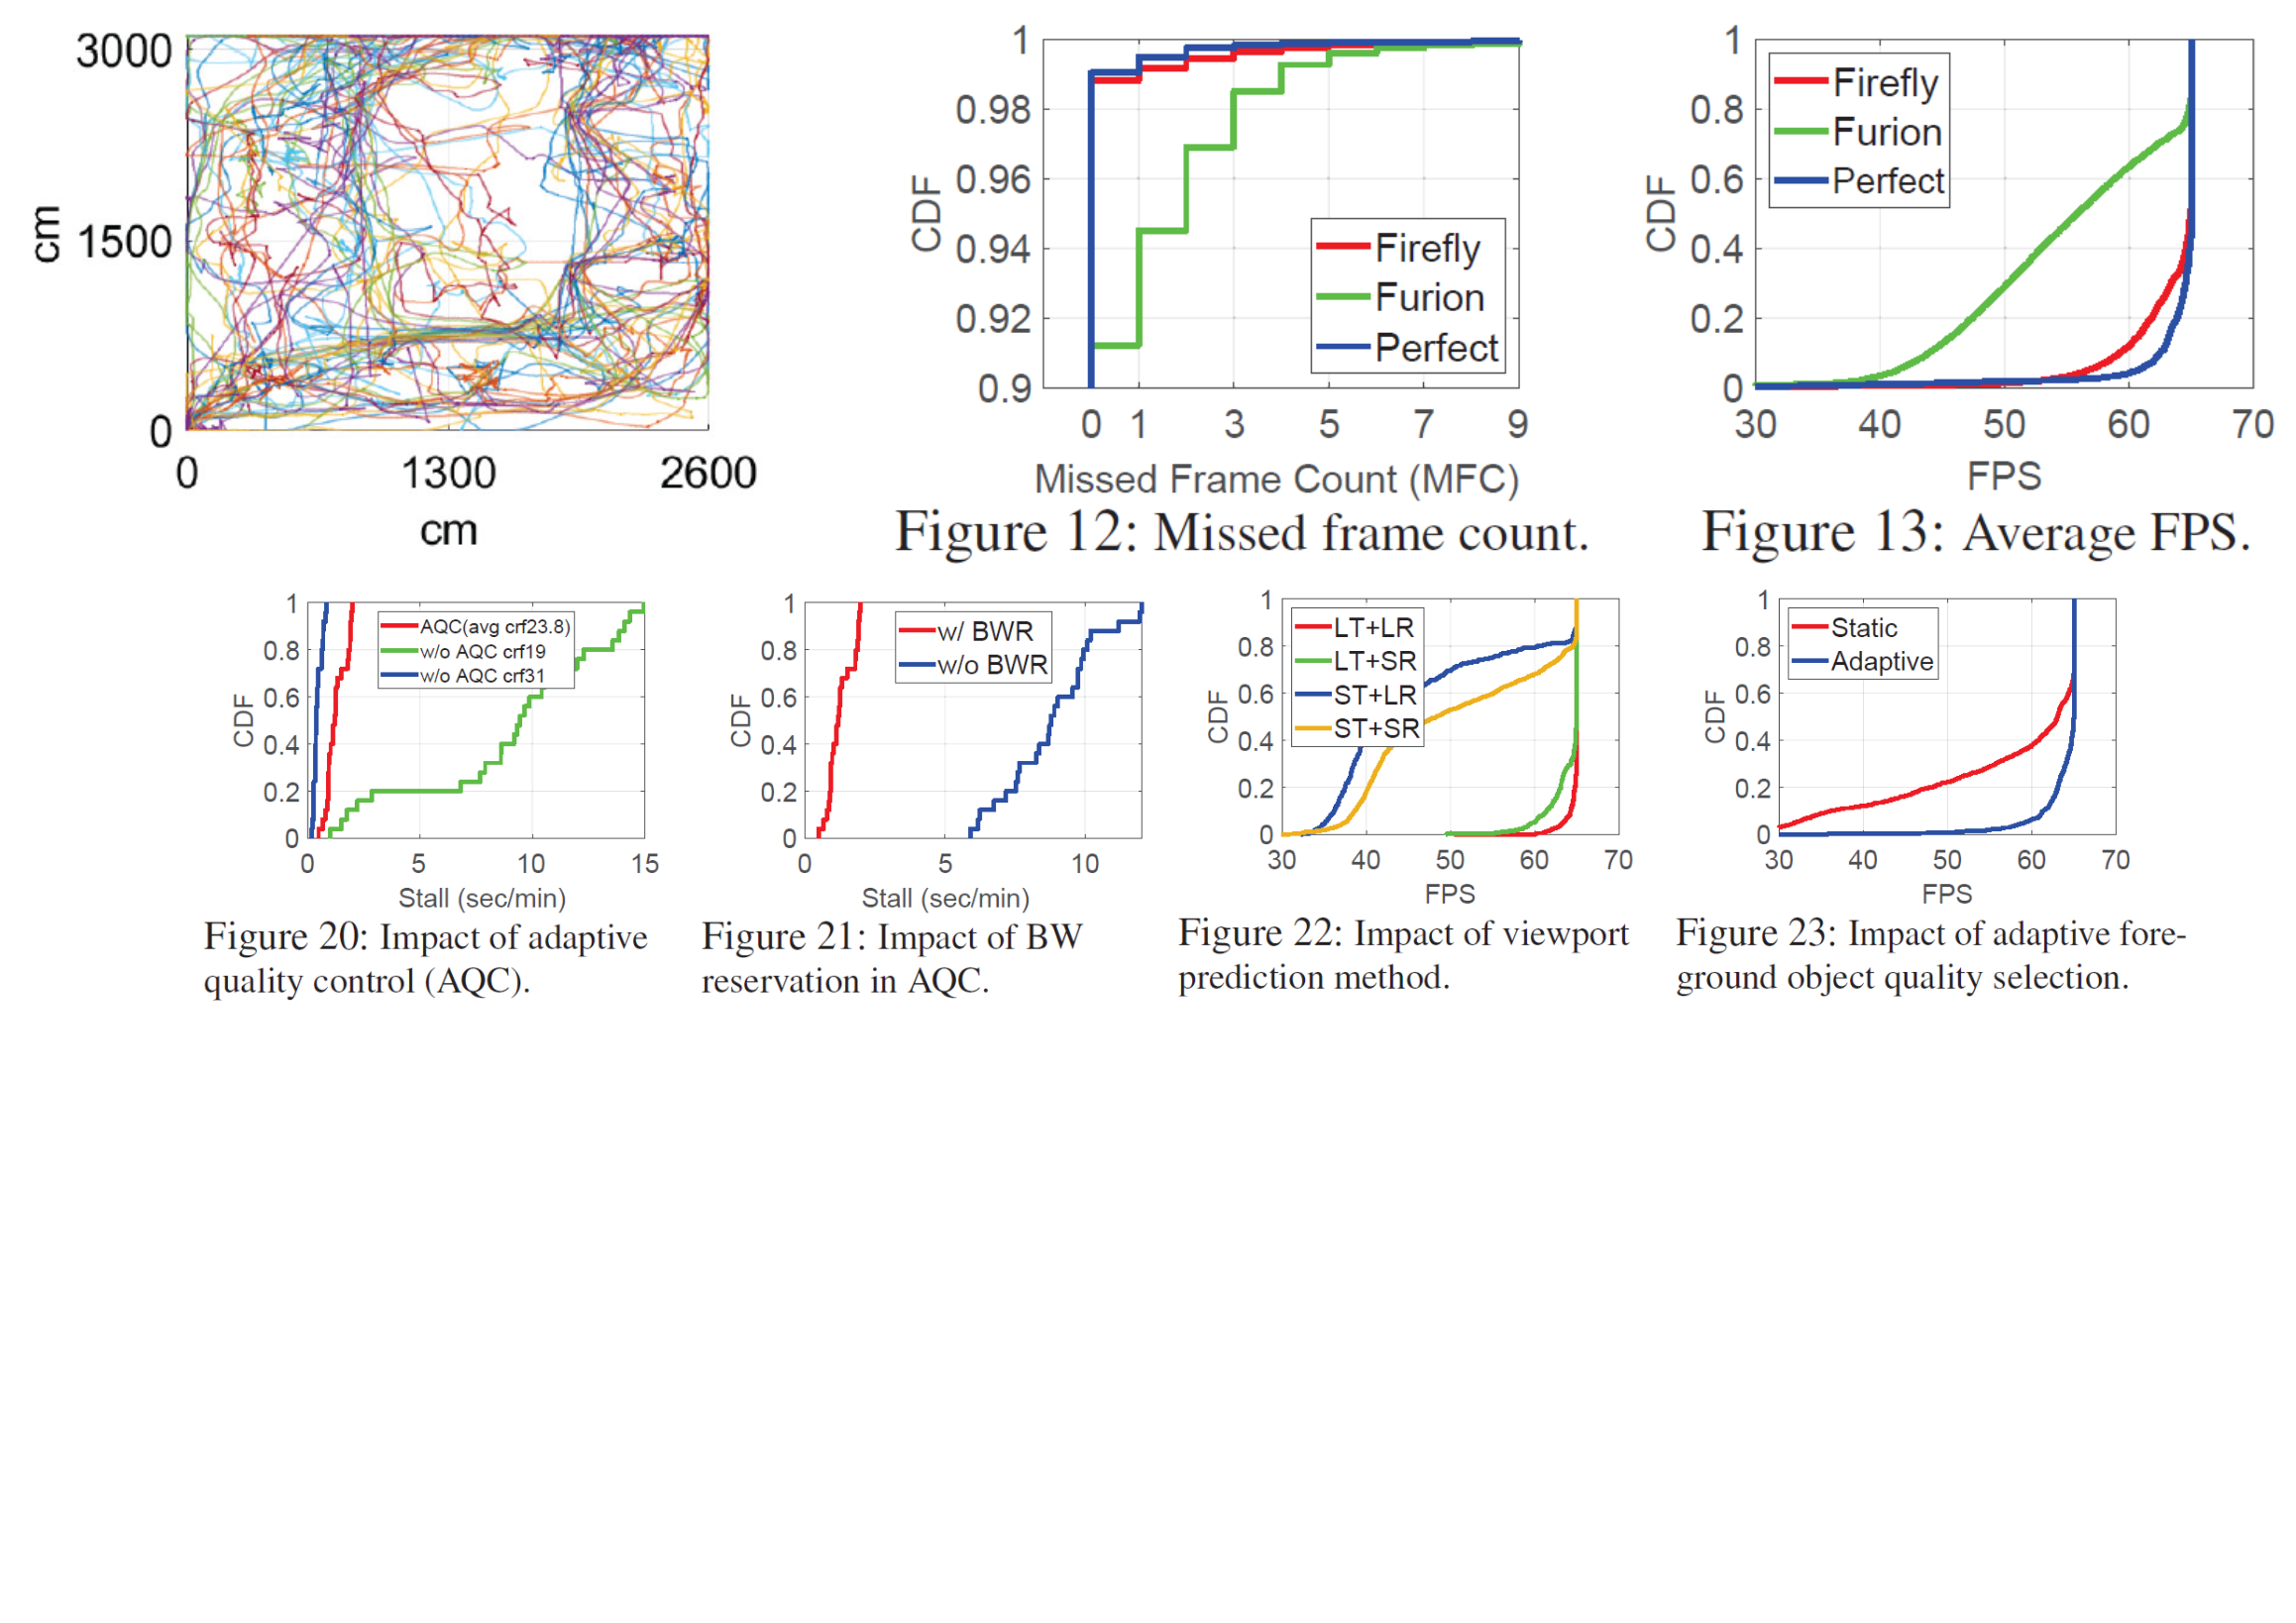 3000
1500
0
cm
0
1300
2600
cm
1
0.98
0.96
0.94
0.92
0.9
CDF
Firefly
Furion
Perfect
0 1 3 5 7 9
Missed Frame Count (MFC)
Figure 12: Missed frame count.
1
0.8
0.6
0.4
0.2
0
CDF
Firefly
Furion
Perfect
30 40 50 60 70
FPS
Figure 13: Average FPS.
1
0.8
0.6
0.4
0.2
0
CDF
AQC(avg crf23.8)
w/o AQC crf19
w/o AQC crf31
0 5 10 15
Stall (sec/min)
Figure 20: Impact of adaptive
quality control (AQC).
1
0.8
0.6
0.4
0.2
0
CDF
w/ BWR
w/o BWR
0 5 10
Stall (sec/min)
Figure 21: Impact of BW
reservation in AQC.
1
0.8
0.6
0.4
0.2
0
CDF
LT+LR
LT+SR
ST+LR
ST+SR
30 40 50 60 70
FPS
Figure 22: Impact of viewport
prediction method.
1
0.8
0.6
0.4
0.2
0
CDF
Static
Adaptive
30 40 50 60 70
FPS
Figure 23: Impact of adaptive fore-
ground object quality selection.